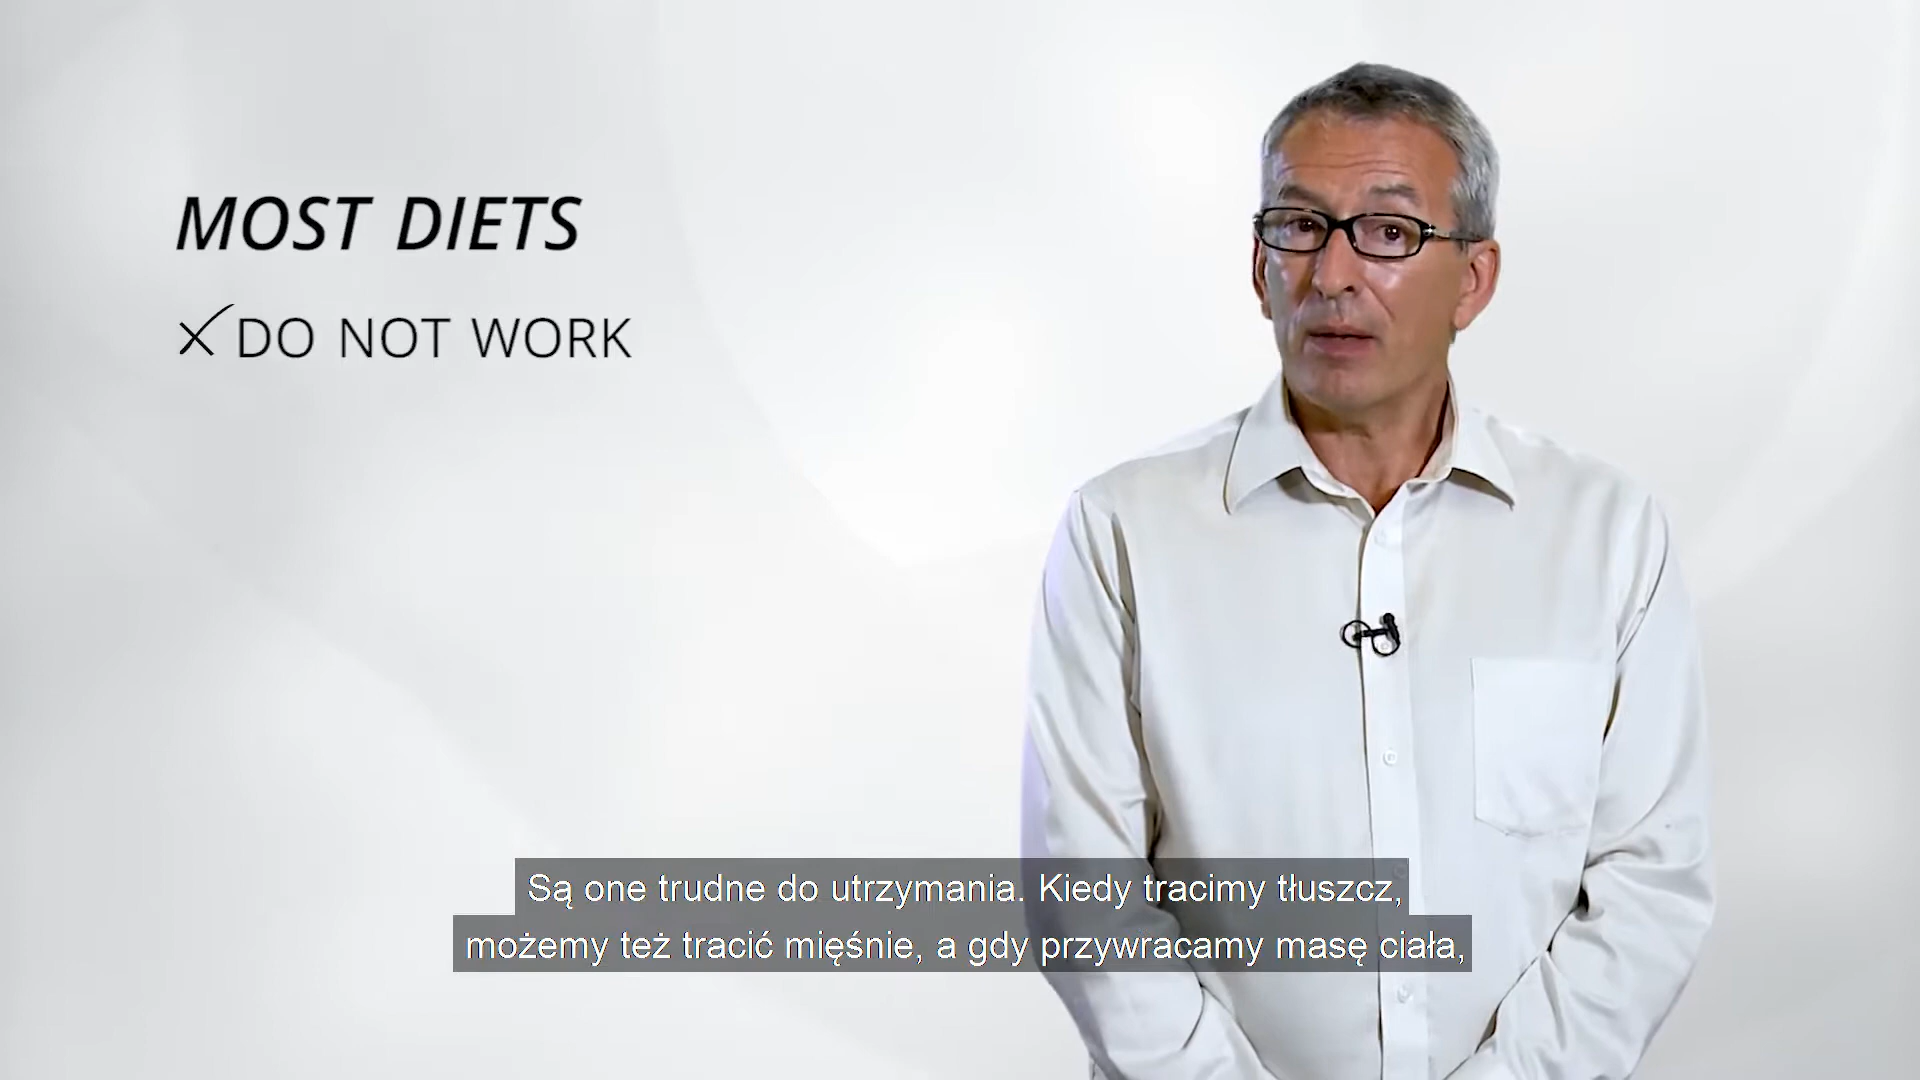 MOST DIETS
DO NOT WORK
Są one trudne do utrzymania. Kiedy tracimy tłuszcz,
możemy też tracić mięśnie, a gdy przywracamy masę ciała,